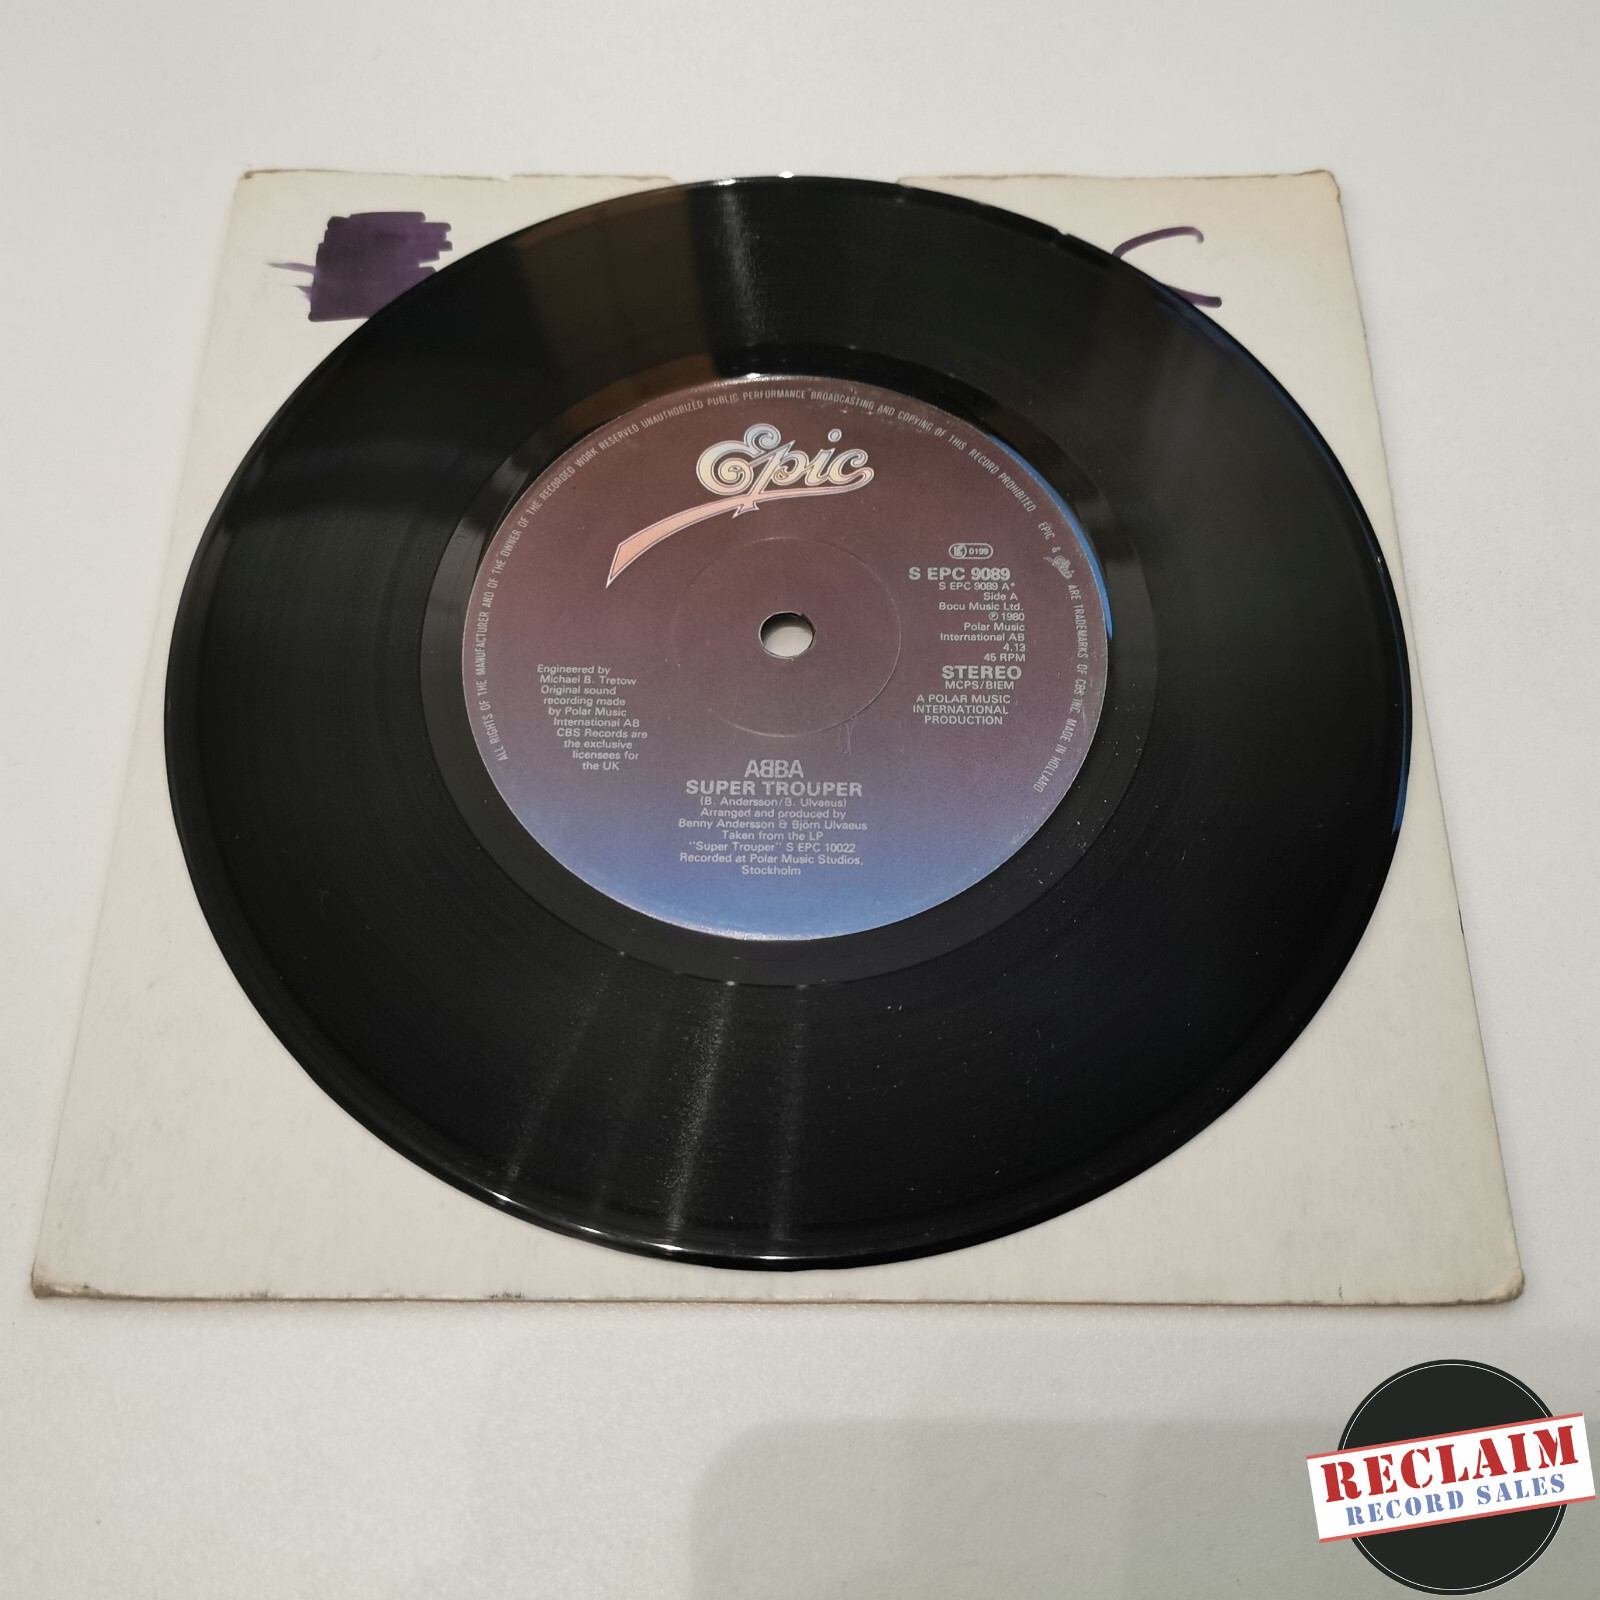 ALL RIGHTS OF THE MANUFACTURER AND OF THE OWNER OF THE RECORDED WORK RESERVED UNAUTHORIZED PUBLIC PERFORMANCE BROADCASTING AND COPYING OF THIS RECORD PROHIBITED. EPIC & Epic ARE TRADEMARKS OF CBS INC. MADE IN HOLLAND
Epic
0199
S EPC 9089
S EPC 9089 A*
Side A
Bocu Music Ltd.
℗ 1980
Polar Music
International AB
4.13
45 RPM
STEREO
MCPS/BIEM
A POLAR MUSIC
INTERNATIONAL
PRODUCTION
Engineered by
Michael B. Tretow
Original sound
recording made
by Polar Music
International AB
CBS Records are
the exclusive
licensees for
the UK
ABBA
SUPER TROUPER
(B. Andersson/B. Ulvaeus)
Arranged and produced by
Benny Andersson & Björn Ulvaeus
Taken from the LP
"Super Trouper" S EPC 10022
Recorded at Polar Music Studios,
Stockholm
RECLAIM
RECORD SALES